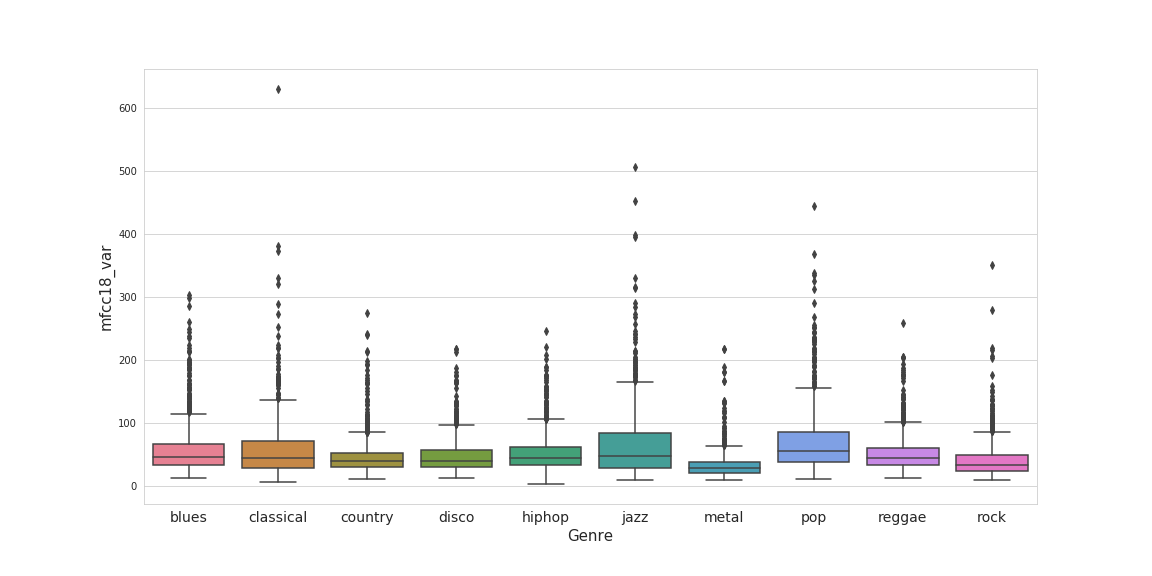 600
500
400
300
200
100
0
mfcc18_var
blues classical country disco hiphop jazz metal pop reggae rock
Genre